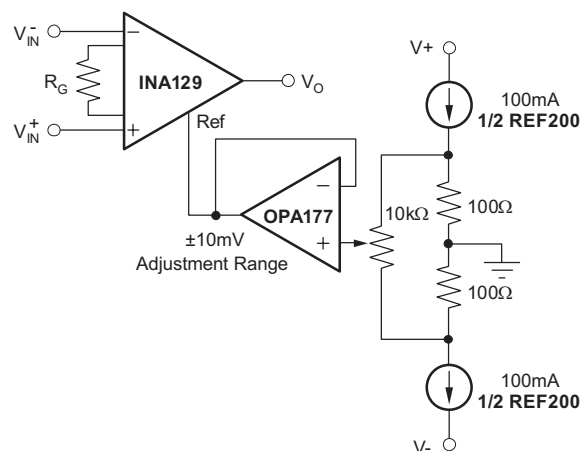 V⁻IN
RG
V⁺IN
−
+
INA129
VO
Ref
−
+
OPA177
±10mV
Adjustment Range
10kΩ
V+
100mA
1/2 REF200
100Ω
100Ω
100mA
1/2 REF200
V-